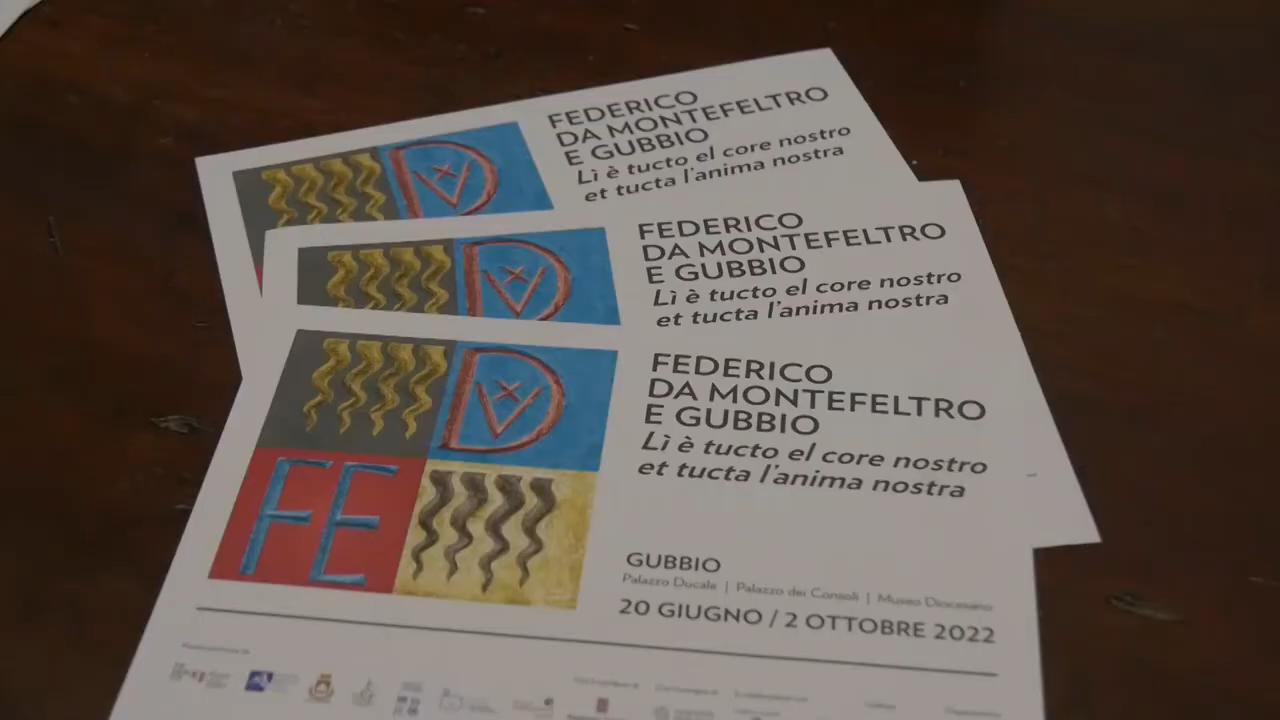 FEDERICO
DA MONTEFELTRO
E GUBBIO
Lì è tucto el core nostro
et tucta l'anima nostra
D
FEDERICO
DA MONTEFELTRO
E GUBBIO
Lì è tucto el core nostro
et tucta l'anima nostra
D
FEDERICO
DA MONTEFELTRO
E GUBBIO
Lì è tucto el core nostro
et tucta l'anima nostra
D
FE
GUBBIO
Palazzo Ducale | Palazzo dei Consoli | Museo Diocesano
20 GIUGNO / 2 OTTOBRE 2022